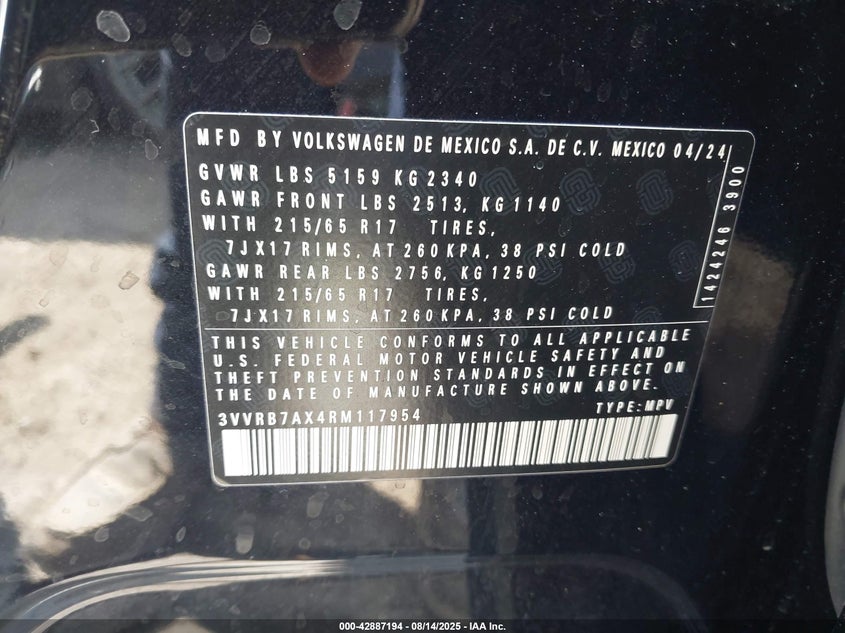 MFD BY VOLKSWAGEN DE MEXICO S.A. DE C.V. MEXICO 04/24
GVWR LBS 5159 KG 2340
GAWR FRONT LBS 2513, KG 1140
WITH 215/65 R17 TIRES,
7JX17 RIMS, AT 260 KPA, 38 PSI COLD
GAWR REAR LBS 2756, KG 1250
WITH 215/65 R17 TIRES,
7JX17 RIMS, AT 260 KPA, 38 PSI COLD
1424246 3900
THIS VEHICLE CONFORMS TO ALL APPLICABLE
U.S. FEDERAL MOTOR VEHICLE SAFETY AND
THEFT PREVENTION STANDARDS IN EFFECT ON
THE DATE OF MANUFACTURE SHOWN ABOVE.
3VVRB7AX4RM117954 TYPE: MPV
000-42887194 - 08/14/2025 - IAA Inc.